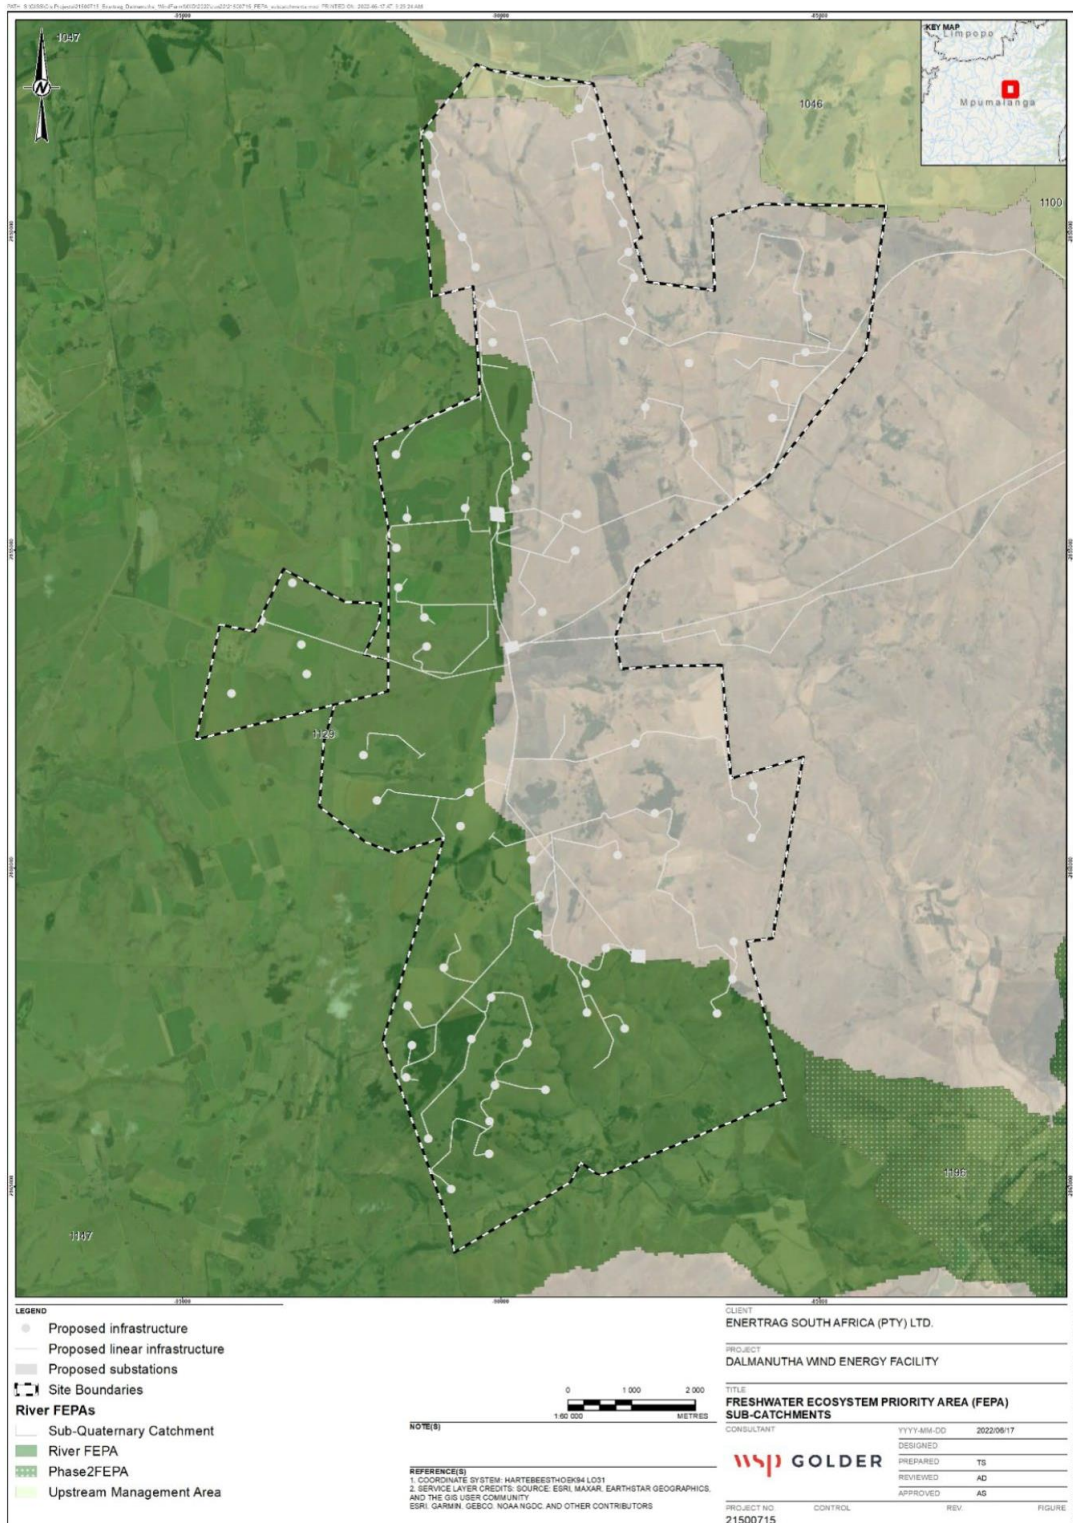 1047
KEY MAP
Limpopo
Mpumalanga
1046
1100
1129
1196
1147
LEGEND
Proposed infrastructure
Proposed linear infrastructure
Proposed substations
Site Boundaries
River FEPAs
Sub-Quaternary Catchment
River FEPA
Phase2FEPA
Upstream Management Area
0 1 000 2 000
1:60 000 METRES
NOTE(S)
REFERENCE(S)
1. COORDINATE SYSTEM: HARTEBEESTHOEK94 LO31
2. SERVICE LAYER CREDITS: SOURCE: ESRI, MAXAR, EARTHSTAR GEOGRAPHICS,
AND THE GIS USER COMMUNITY
ESRI, GARMIN, GEBCO, NOAA NGDC, AND OTHER CONTRIBUTORS
CLIENT
ENERTRAG SOUTH AFRICA (PTY) LTD.
PROJECT
DALMANUTHA WIND ENERGY FACILITY
TITLE
FRESHWATER ECOSYSTEM PRIORITY AREA (FEPA)
SUB-CATCHMENTS
CONSULTANT
wsp GOLDER
YYYY-MM-DD 2022/06/17
DESIGNED
PREPARED TS
REVIEWED AD
APPROVED AS
PROJECT NO. CONTROL REV. FIGURE
21500715